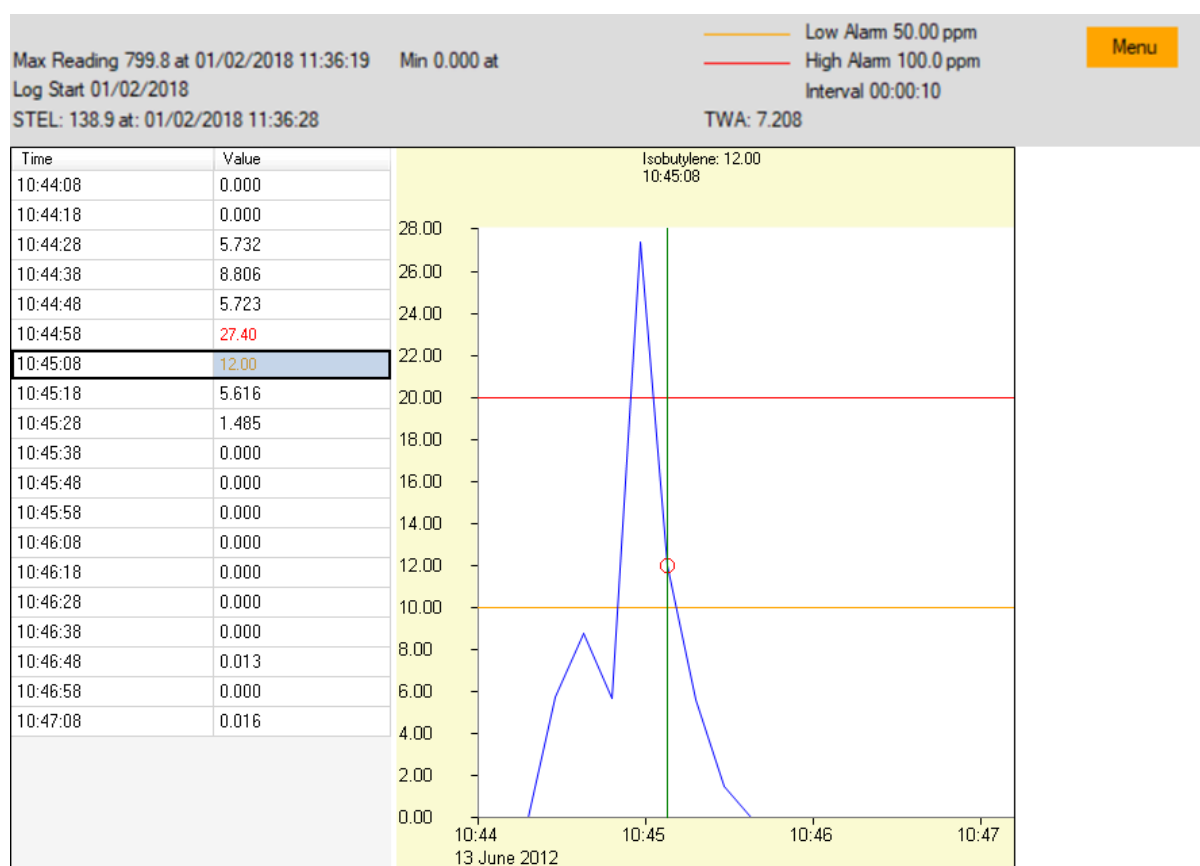 Max Reading 799.8 at 01/02/2018 11:36:19 Min 0.000 at
Log Start 01/02/2018
STEL: 138.9 at: 01/02/2018 11:36:28
Low Alarm 50.00 ppm
High Alarm 100.0 ppm
Interval 00:00:10
TWA: 7.208
Menu
Time Value
10:44:08 0.000
10:44:18 0.000
10:44:28 5.732
10:44:38 8.806
10:44:48 5.723
10:44:58 27.40
10:45:08 12.00
10:45:18 5.616
10:45:28 1.485
10:45:38 0.000
10:45:48 0.000
10:45:58 0.000
10:46:08 0.000
10:46:18 0.000
10:46:28 0.000
10:46:38 0.000
10:46:48 0.013
10:46:58 0.000
10:47:08 0.016
Isobutylene: 12.00
10:45:08
28.00
26.00
24.00
22.00
20.00
18.00
16.00
14.00
12.00
10.00
8.00
6.00
4.00
2.00
0.00
10:44 10:45 10:46 10:47
13 June 2012